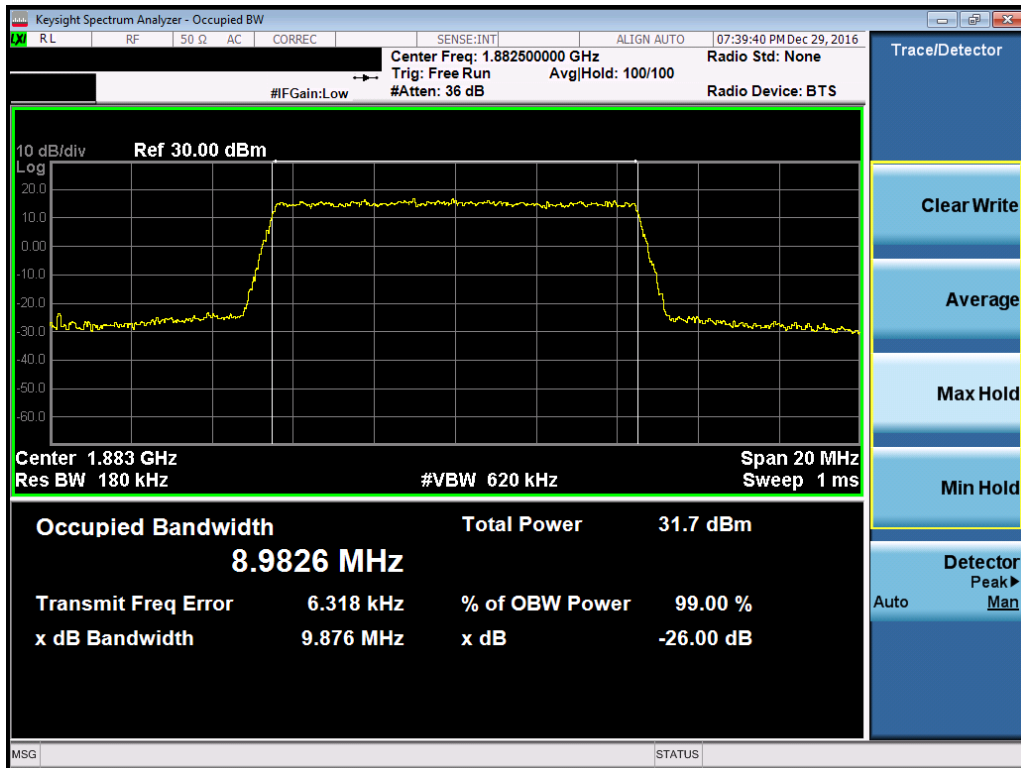 Keysight Spectrum Analyzer - Occupied BW
LXI RL RF 50 Ω AC CORREC SENSE:INT ALIGN AUTO 07:39:40 PM Dec 29, 2016
Center Freq: 1.882500000 GHz Radio Std: None
Trig: Free Run Avg|Hold: 100/100
#IFGain:Low #Atten: 36 dB Radio Device: BTS
10 dB/div Ref 30.00 dBm
Log
20.0
10.0
0.00
-10.0
-20.0
-30.0
-40.0
-50.0
-60.0
Center 1.883 GHz Span 20 MHz
Res BW 180 kHz #VBW 620 kHz Sweep 1 ms
Occupied Bandwidth Total Power 31.7 dBm
8.9826 MHz
Transmit Freq Error 6.318 kHz % of OBW Power 99.00 %
x dB Bandwidth 9.876 MHz x dB -26.00 dB
MSG STATUS
Trace/Detector
Clear Write
Average
Max Hold
Min Hold
Detector
Peak▶
Auto Man